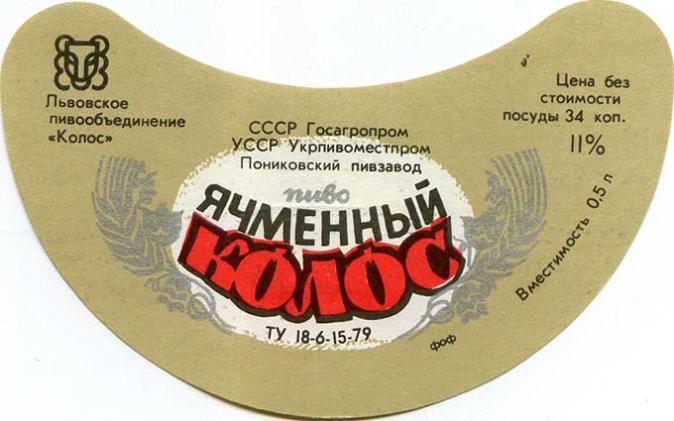 Львовское
пивообъединение
«Колос»
СССР Госагропром
УССР Укрпивоместпром
Пониковский пивзавод
пиво
ЯЧМЕННЫЙ
КОЛОС
ТУ 18-6-15-79
Цена без
стоимости
посуды 34 коп.
11%
Вместимость 0,5 л
фоф